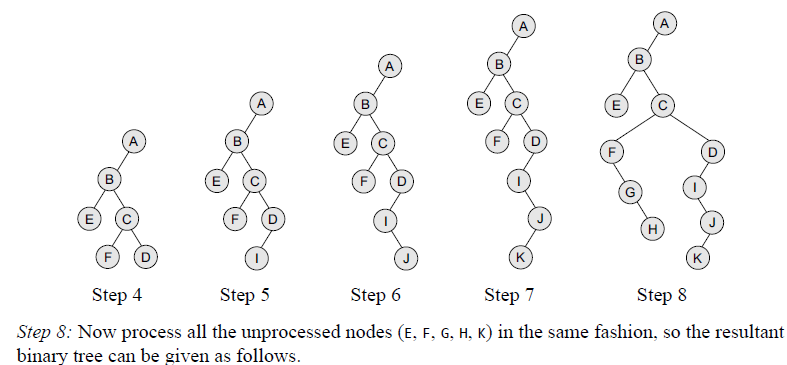 A
B
E C
F D
A
B
E C
F D
I
A
B
E C
F D
I
J
A
B
E C
F D
I
J
K
A
B
E C
F D
G I
H J
K
Step 4 Step 5 Step 6 Step 7 Step 8
Step 8: Now process all the unprocessed nodes (E, F, G, H, K) in the same fashion, so the resultant
binary tree can be given as follows.